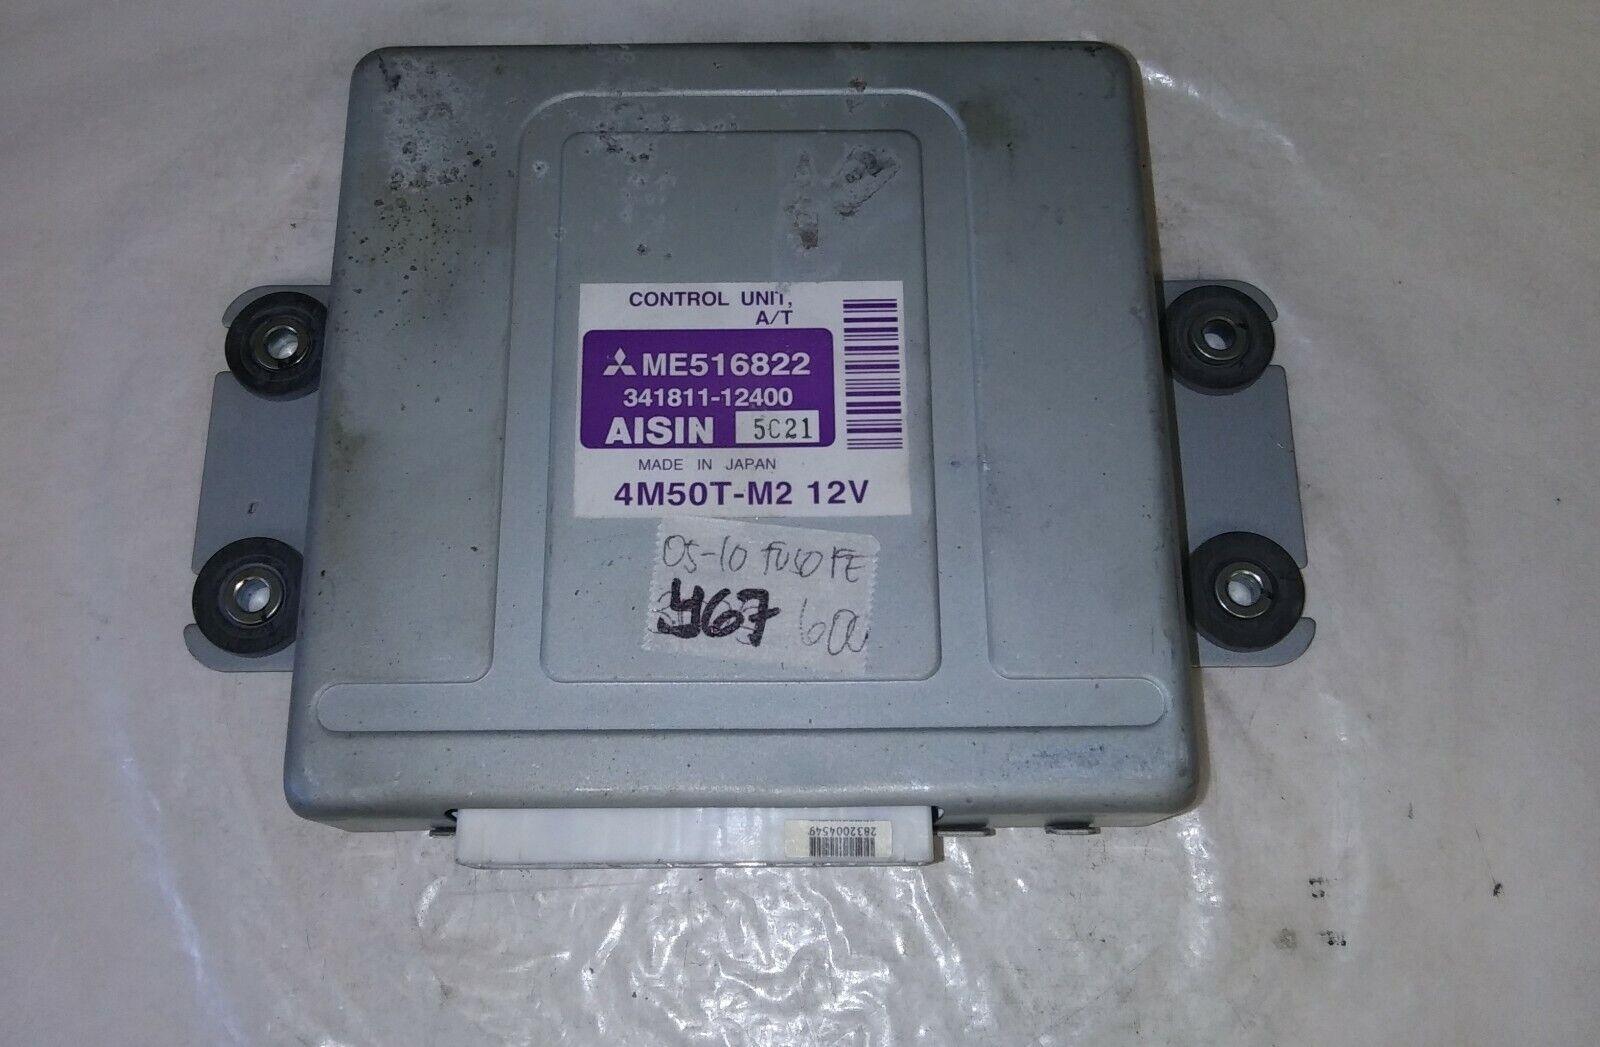 CONTROL UNIT,
A/T
ME516822
341811-12400
AISIN 5C21
MADE IN JAPAN
4M50T-M2 12V
05-10 FUSO FE
467 600
2832004549